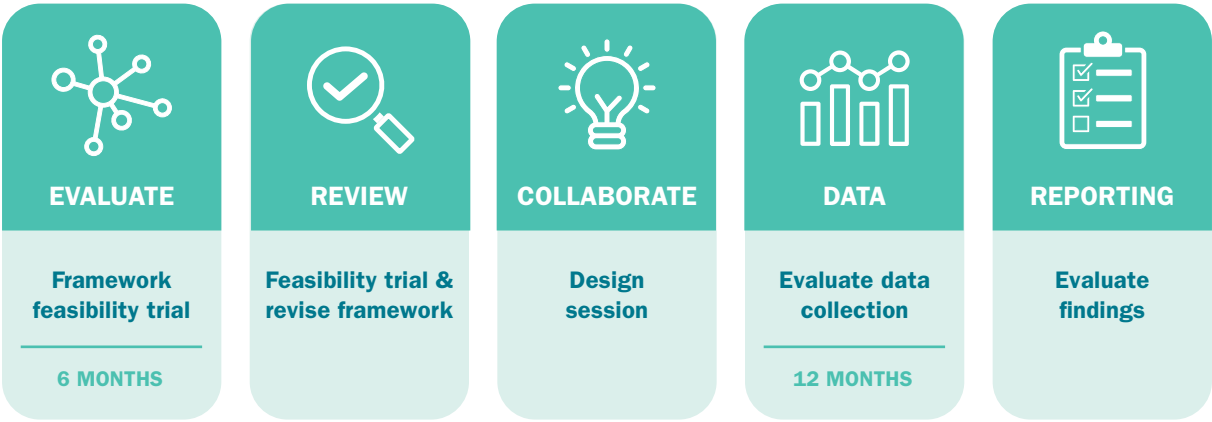 EVALUATE
Framework
feasibility trial
6 MONTHS
REVIEW
Feasibility trial &
revise framework
COLLABORATE
Design
session
DATA
Evaluate data
collection
12 MONTHS
REPORTING
Evaluate
findings